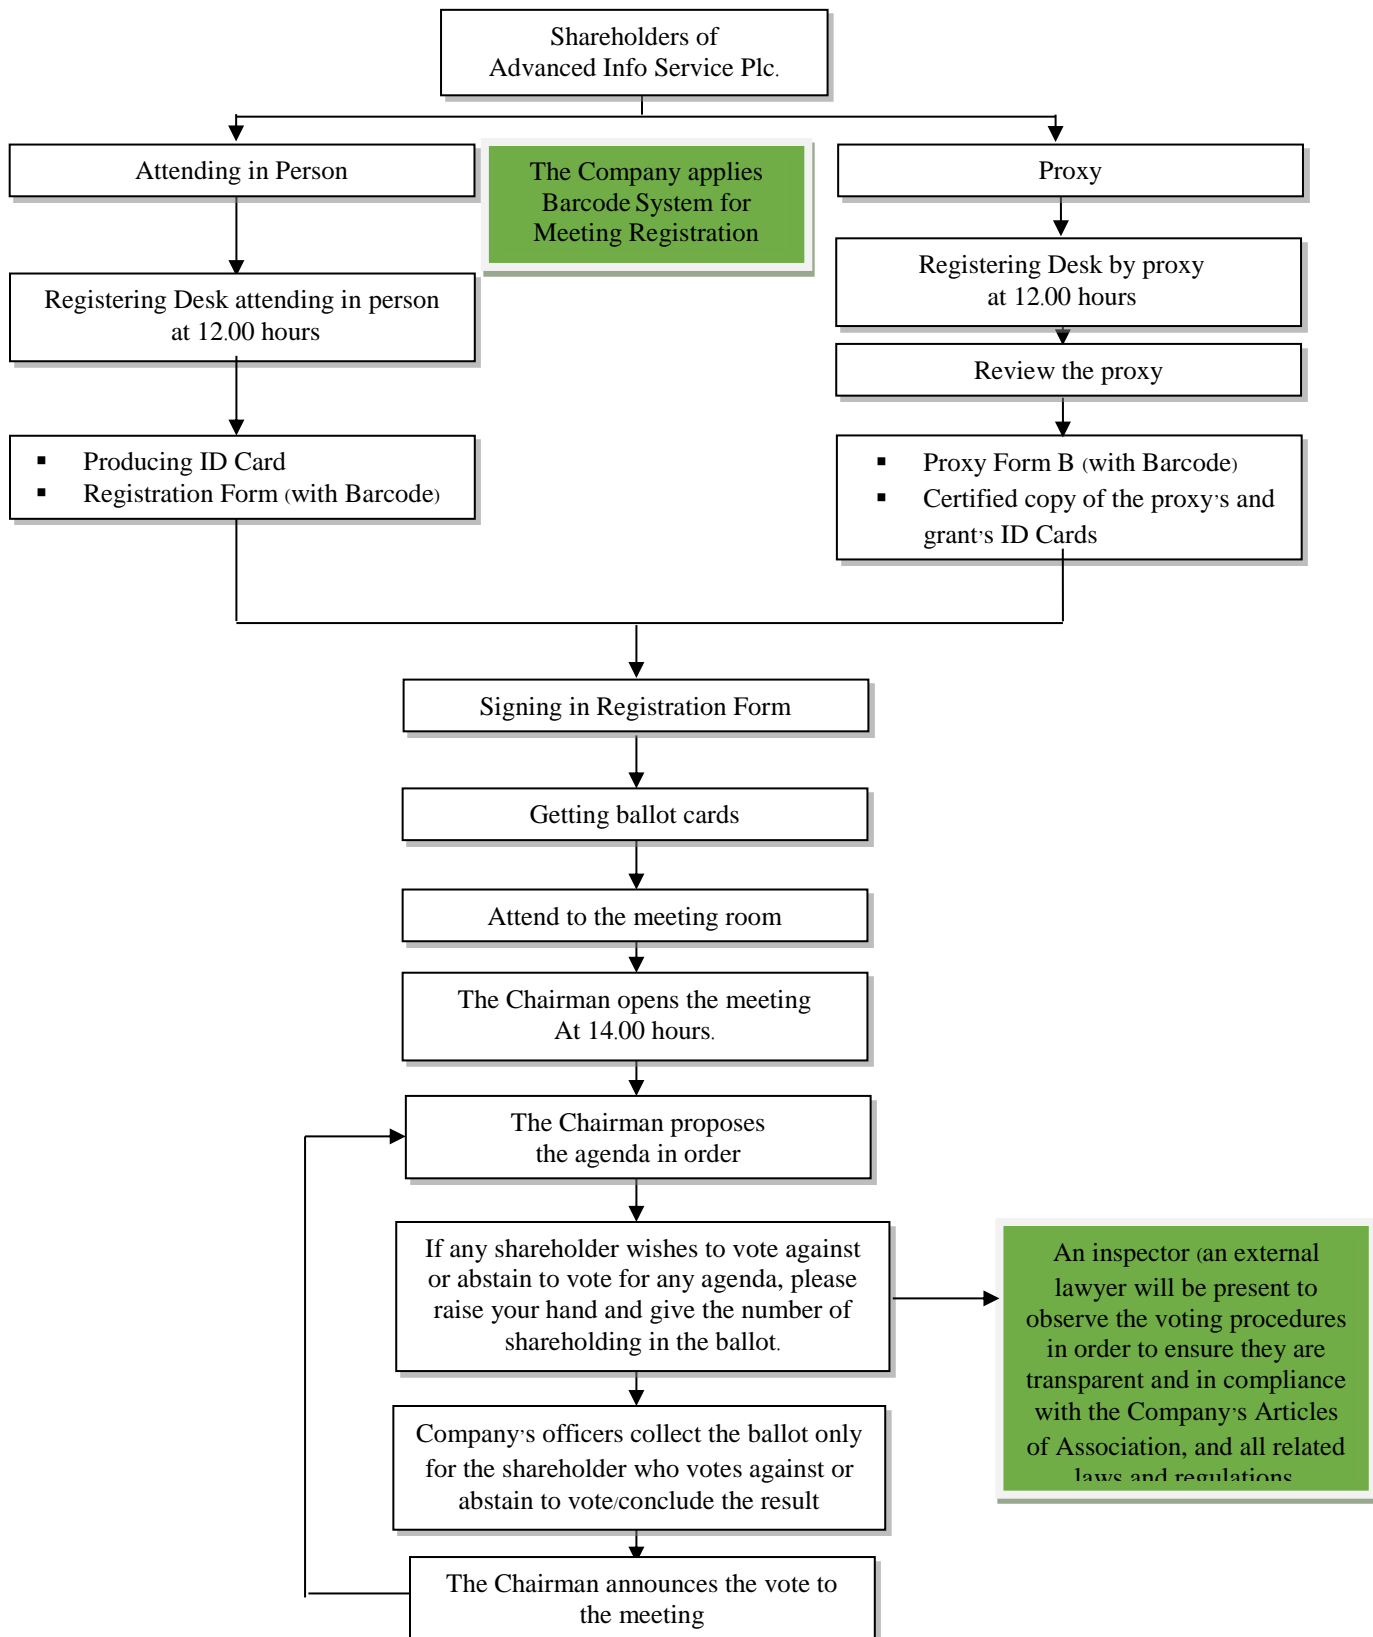 Shareholders of
Advanced Info Service Plc.
Attending in Person
The Company applies
Barcode System for
Meeting Registration
Proxy
Registering Desk attending in person
at 12.00 hours
Registering Desk by proxy
at 12.00 hours
Review the proxy
▪ Producing ID Card
▪ Registration Form (with Barcode)
▪ Proxy Form B (with Barcode)
▪ Certified copy of the proxy's and
grant's ID Cards
Signing in Registration Form
Getting ballot cards
Attend to the meeting room
The Chairman opens the meeting
At 14.00 hours.
The Chairman proposes
the agenda in order
If any shareholder wishes to vote against
or abstain to vote for any agenda, please
raise your hand and give the number of
shareholding in the ballot.
An inspector (an external
lawyer will be present to
observe the voting procedures
in order to ensure they are
transparent and in compliance
with the Company's Articles
of Association, and all related
laws and regulations
Company's officers collect the ballot only
for the shareholder who votes against or
abstain to vote/conclude the result
The Chairman announces the vote to
the meeting